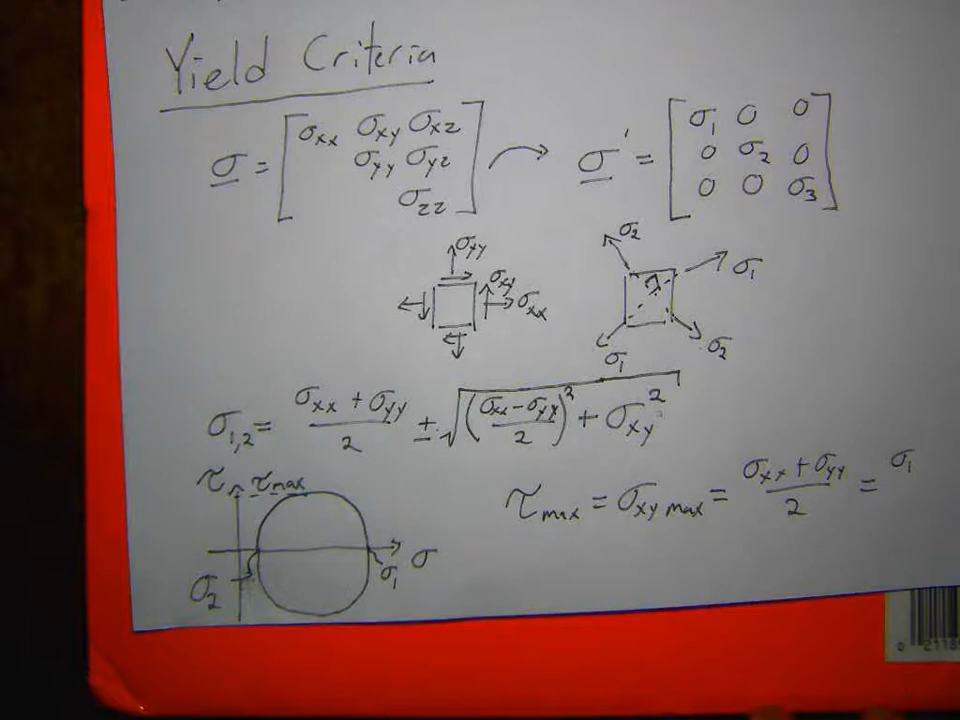 Yield Criteria
σ = [ σxx σxy σxz
σyy σyz
σzz ]
→ σ' = [ σ1 0 0
0 σ2 0
0 0 σ3 ]
σyy
σxy
σxx
σ2
σ1
σ1
σ2
σ1,2 = (σxx + σyy)/2 ± √(((σxx - σyy)/2)² + σxy²)
τ τmax
σ
σ1
σ2
τmax = σxy max = (σxx + σyy)/2 = σ1